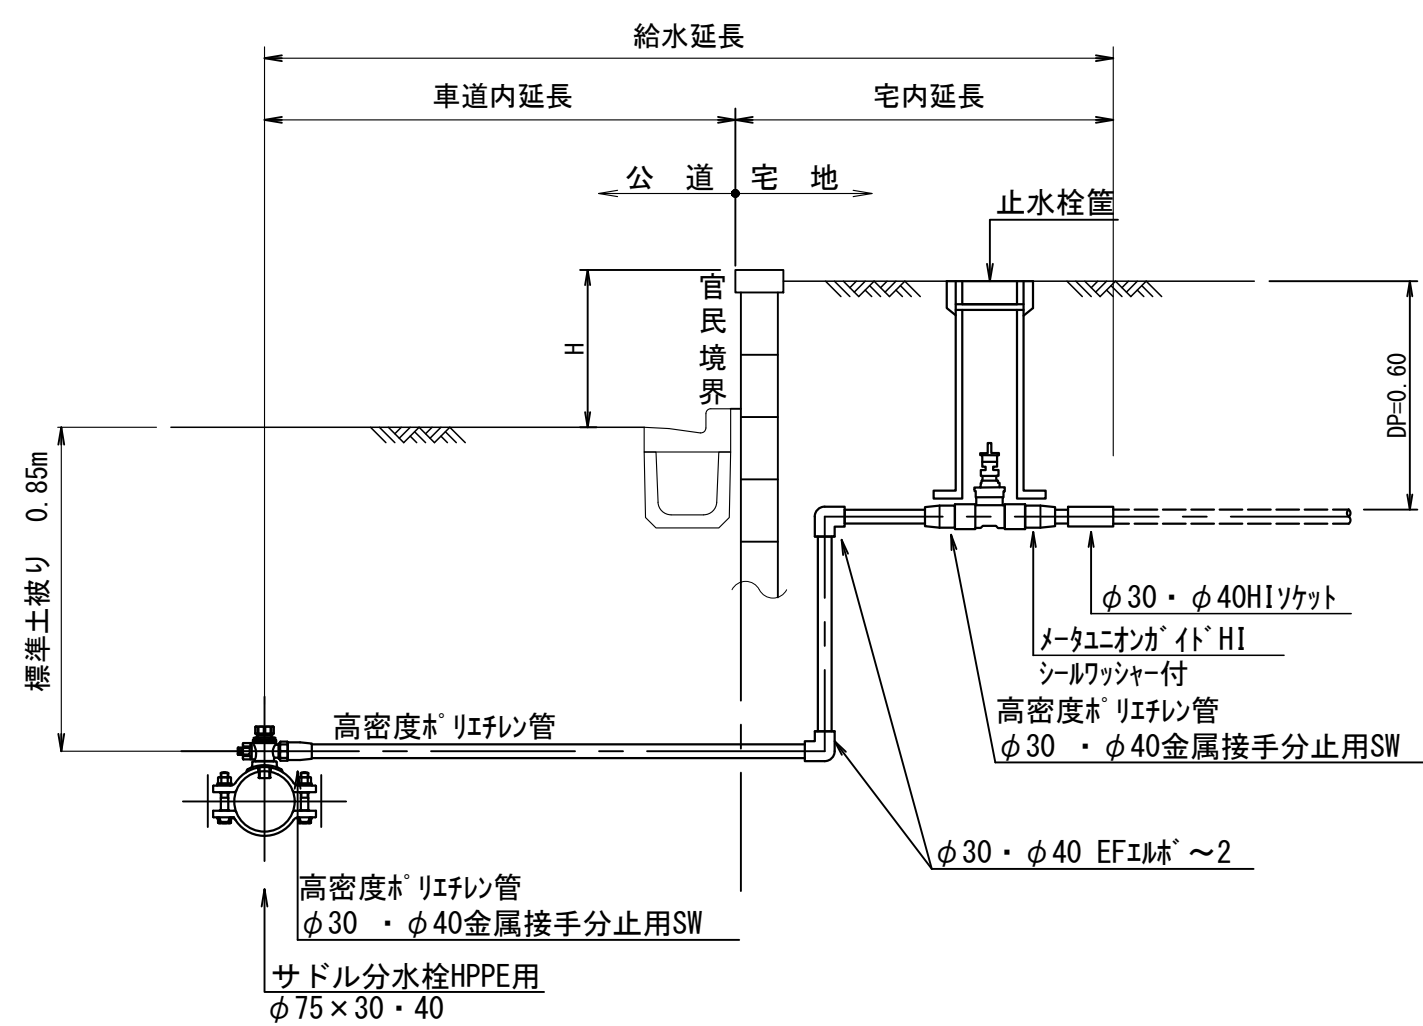 給水延長
車道内延長
宅内延長
公 道 宅 地
止水栓筐
官民境界
H
DP=0.60
標準土被り 0.85m
φ30・φ40HIソケット
メータユニオンガイドHI
シールワッシャー付
高密度ポリエチレン管
φ30 ・φ40金属接手分止用SW
高密度ポリエチレン管
φ30・φ40 EFエルボ～2
高密度ポリエチレン管
φ30 ・φ40金属接手分止用SW
サドル分水栓HPPE用
φ75×30・40